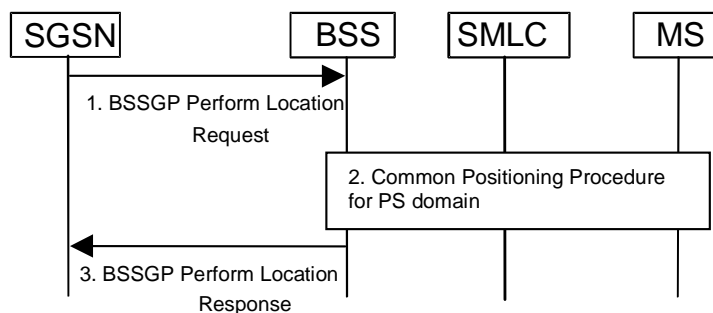 SGSN
BSS
SMLC
MS
1. BSSGP Perform Location
Request
2. Common Positioning Procedure
for PS domain
3. BSSGP Perform Location
Response